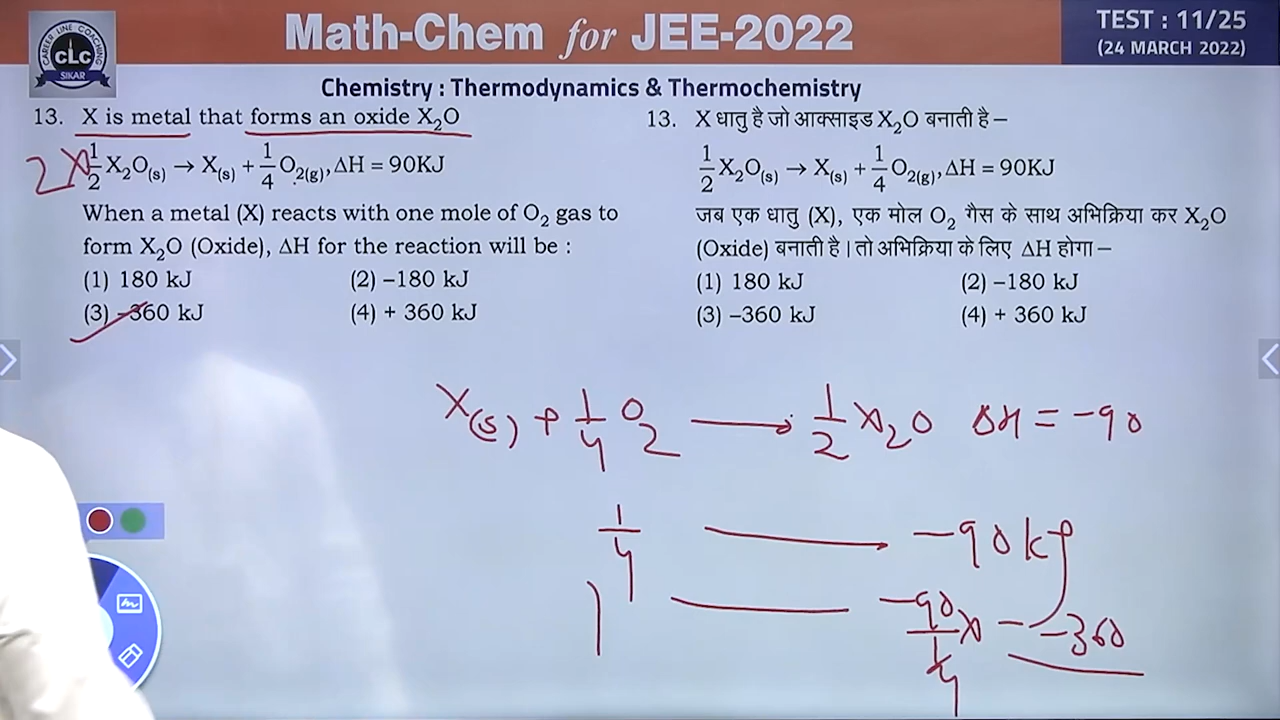 CAREER LINE COACHING
CLC
SIKAR
Math-Chem for JEE-2022
TEST : 11/25
(24 MARCH 2022)
Chemistry : Thermodynamics & Thermochemistry
13. X is metal that forms an oxide X₂O
2× 1/2 X₂O(s) → X(s) + 1/4 O₂(g), ΔH = 90KJ
When a metal (X) reacts with one mole of O₂ gas to
form X₂O (Oxide), ΔH for the reaction will be :
(1) 180 kJ (2) –180 kJ
(3) –360 kJ (4) + 360 kJ
13. X धातु है जो आक्साइड X₂O बनाती है –
1/2 X₂O(s) → X(s) + 1/4 O₂(g), ΔH = 90KJ
जब एक धातु (X), एक मोल O₂ गैस के साथ अभिक्रिया कर X₂O
(Oxide) बनाती है। तो अभिक्रिया के लिए ΔH होगा –
(1) 180 kJ (2) –180 kJ
(3) –360 kJ (4) + 360 kJ
X(s) + 1/4 O₂ → 1/2 X₂O ΔH = -90
1/4 → -90 kJ
1 — -90/(1/4) × — -360